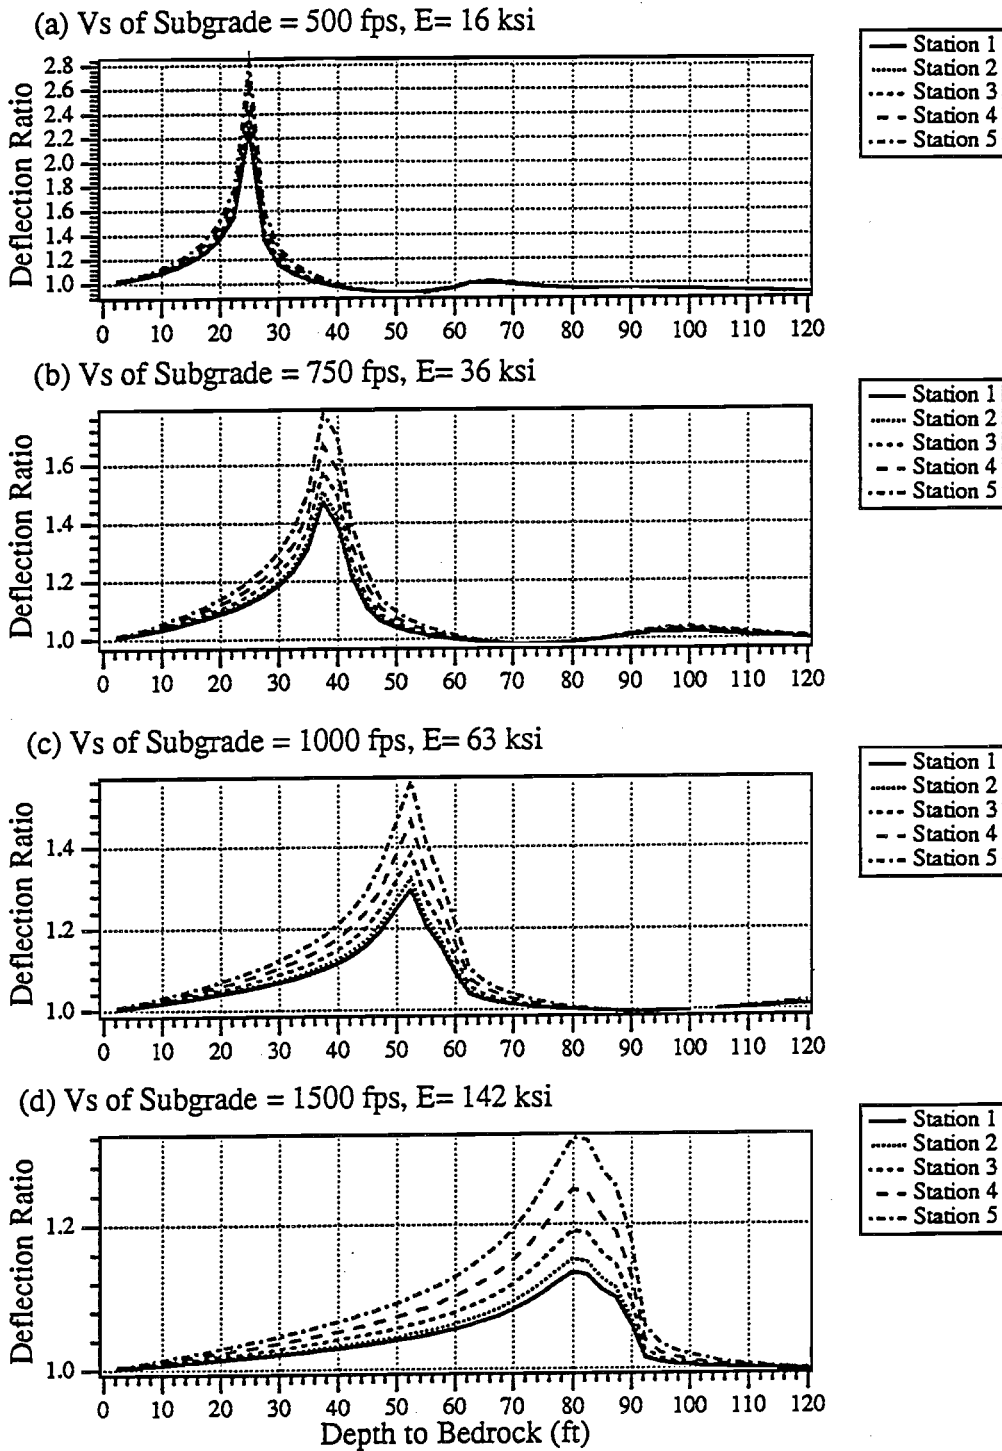 (a) Vs of Subgrade = 500 fps, E= 16 ksi
Deflection Ratio
2.8
2.6
2.4
2.2
2.0
1.8
1.6
1.4
1.2
1.0
0 10 20 30 40 50 60 70 80 90 100 110 120
Station 1
Station 2
Station 3
Station 4
Station 5
(b) Vs of Subgrade = 750 fps, E= 36 ksi
Deflection Ratio
1.6
1.4
1.2
1.0
0 10 20 30 40 50 60 70 80 90 100 110 120
Station 1
Station 2
Station 3
Station 4
Station 5
(c) Vs of Subgrade = 1000 fps, E= 63 ksi
Deflection Ratio
1.4
1.2
1.0
0 10 20 30 40 50 60 70 80 90 100 110 120
Station 1
Station 2
Station 3
Station 4
Station 5
(d) Vs of Subgrade = 1500 fps, E= 142 ksi
Deflection Ratio
1.2
1.0
0 10 20 30 40 50 60 70 80 90 100 110 120
Depth to Bedrock (ft)
Station 1
Station 2
Station 3
Station 4
Station 5